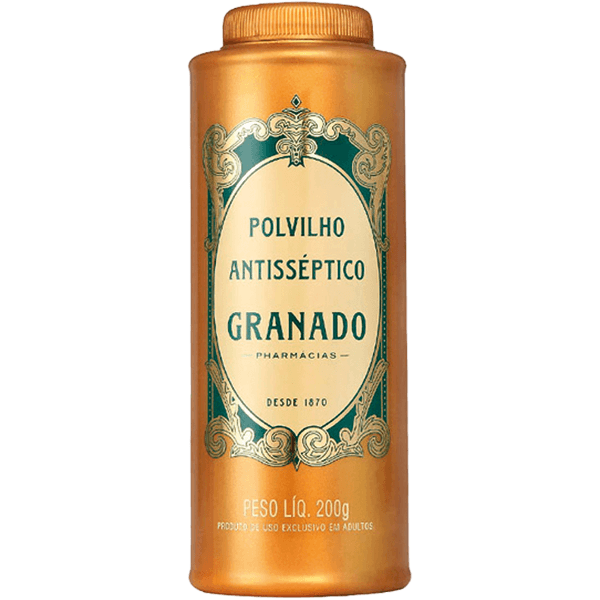 POLVILHO
ANTISSÉPTICO
GRANADO
PHARMÁCIAS
DESDE 1870
PESO LÍQ. 200g
PRODUTO DE USO EXCLUSIVO EM ADULTOS